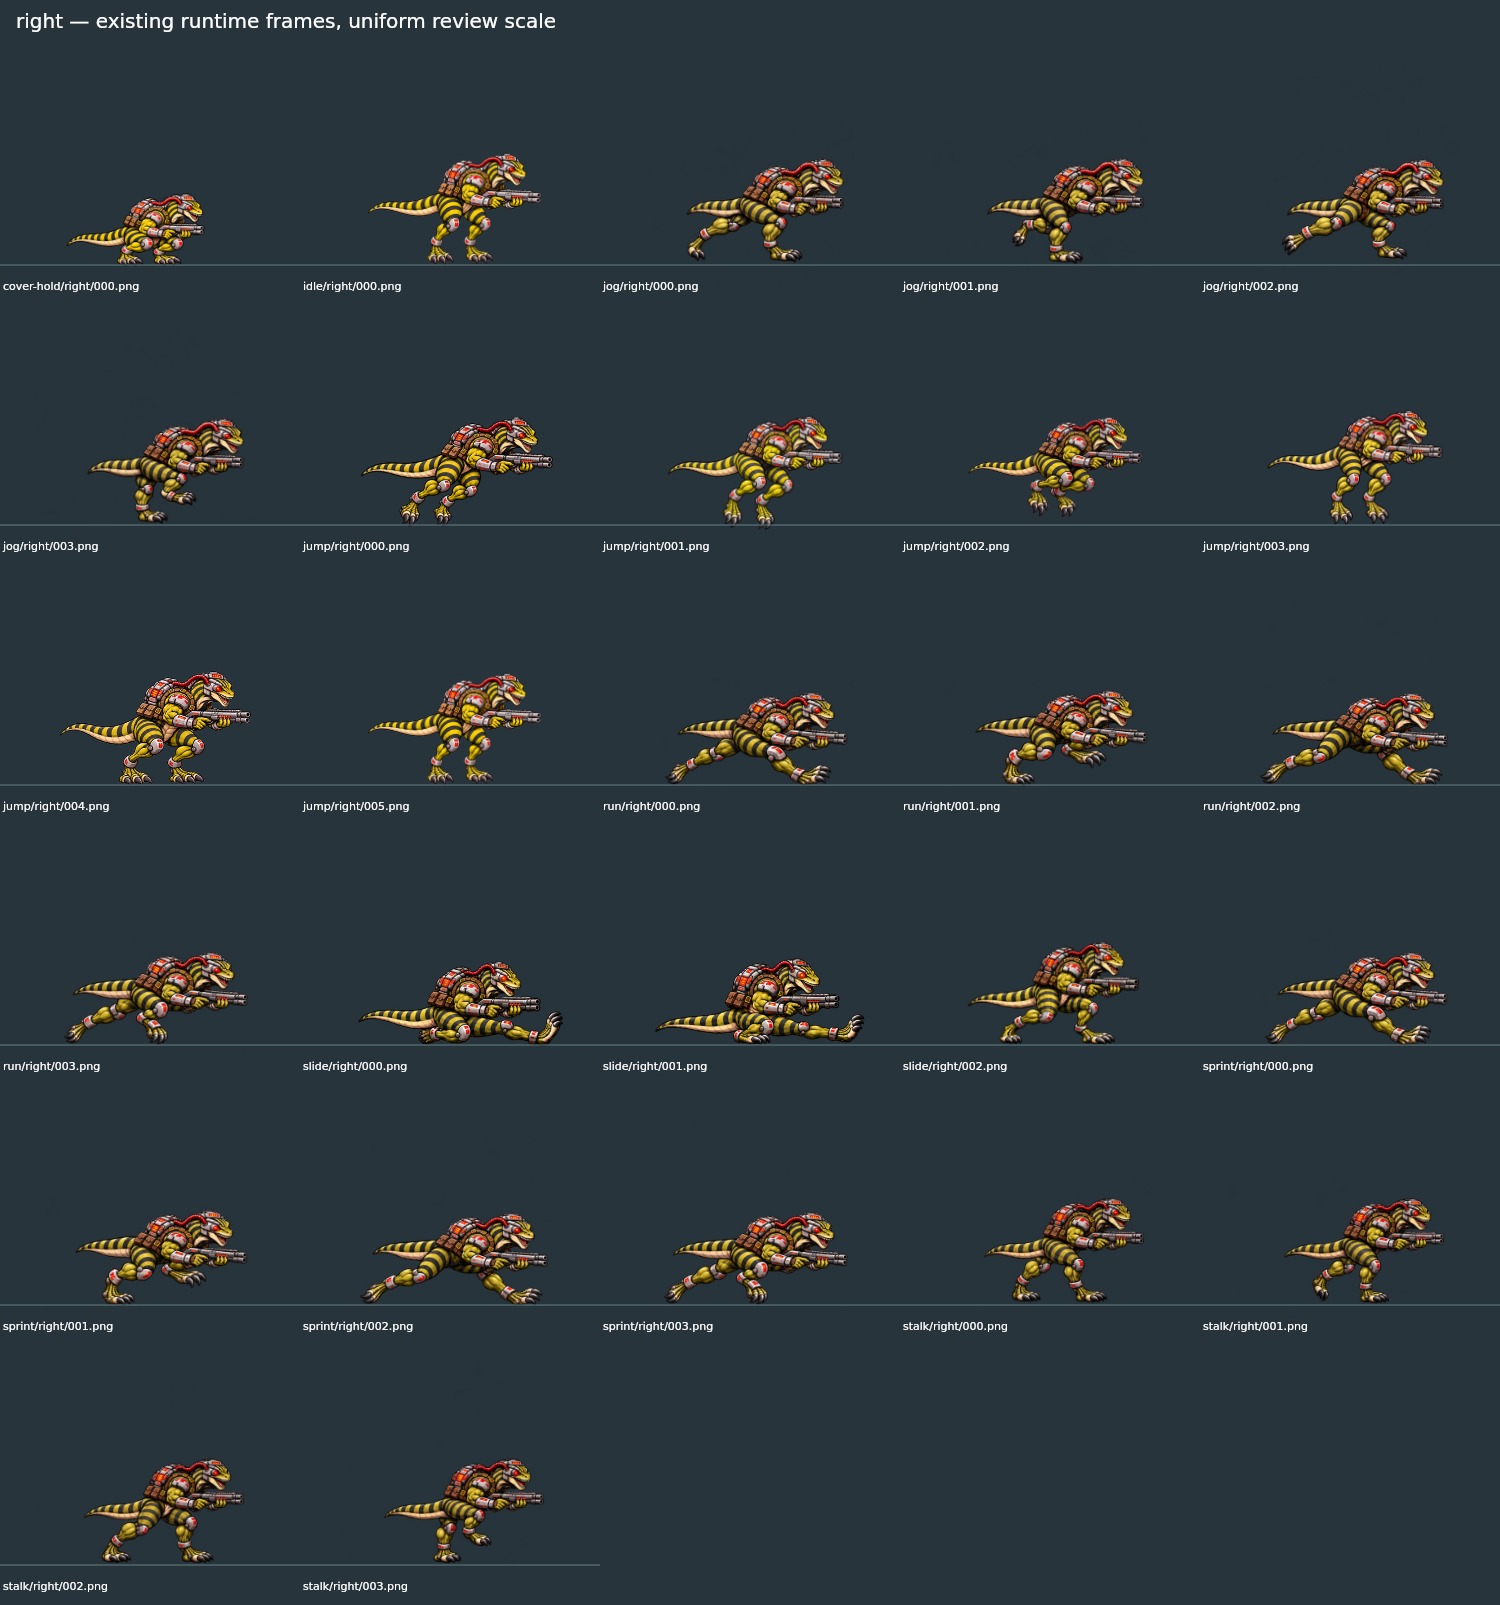 right — existing runtime frames, uniform review scale
cover-hold/right/000.png
idle/right/000.png
jog/right/000.png
jog/right/001.png
jog/right/002.png
jog/right/003.png
jump/right/000.png
jump/right/001.png
jump/right/002.png
jump/right/003.png
jump/right/004.png
jump/right/005.png
run/right/000.png
run/right/001.png
run/right/002.png
run/right/003.png
slide/right/000.png
slide/right/001.png
slide/right/002.png
sprint/right/000.png
sprint/right/001.png
sprint/right/002.png
sprint/right/003.png
stalk/right/000.png
stalk/right/001.png
stalk/right/002.png
stalk/right/003.png